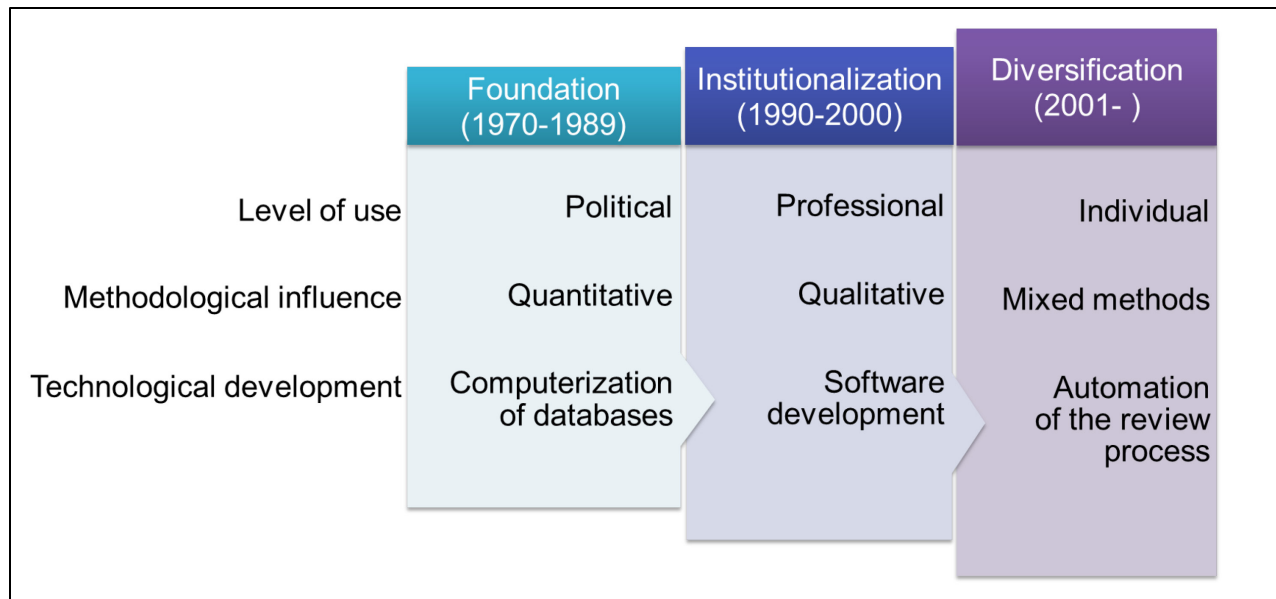 Foundation
(1970-1989)
Institutionalization
(1990-2000)
Diversification
(2001- )
Level of use
Political
Professional
Individual
Methodological influence
Quantitative
Qualitative
Mixed methods
Technological development
Computerization
of databases
Software
development
Automation
of the review
process